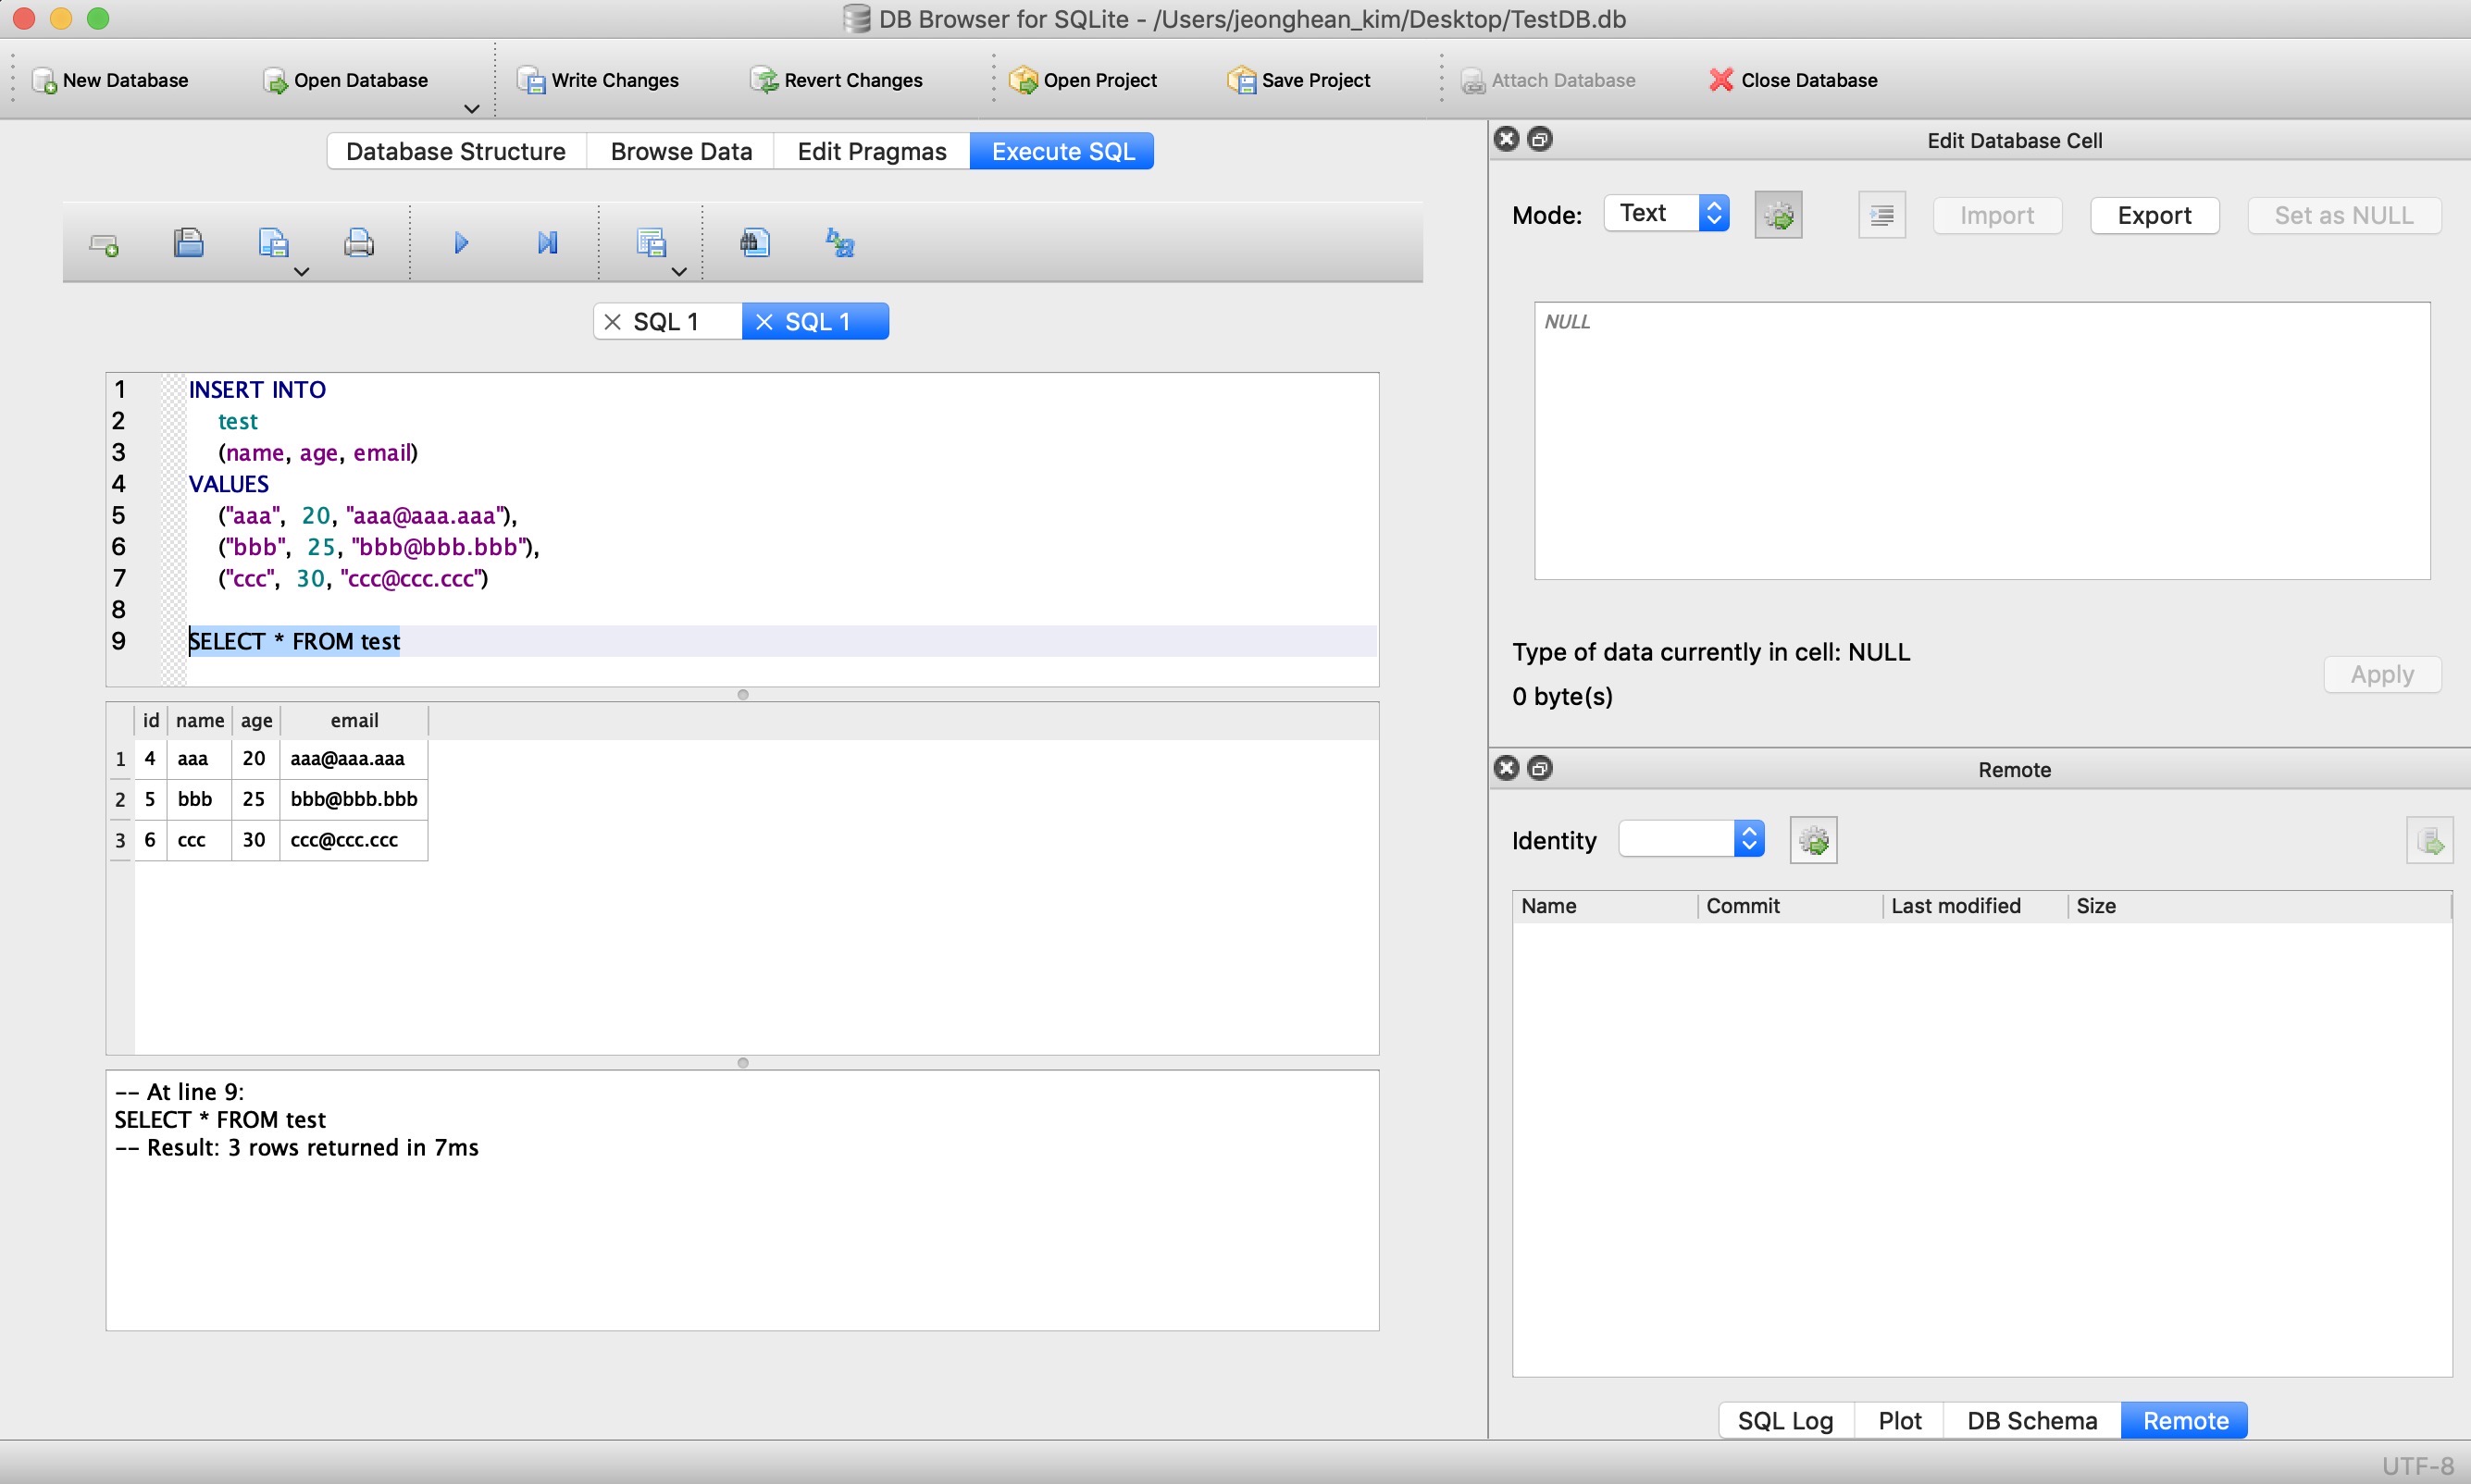 DB Browser for SQLite - /Users/jeonghean_kim/Desktop/TestDB.db
New Database Open Database Write Changes Revert Changes Open Project Save Project Attach Database Close Database
Database Structure Browse Data Edit Pragmas Execute SQL
SQL 1 SQL 1
1 INSERT INTO
2 test
3 (name, age, email)
4 VALUES
5 ("aaa", 20, "aaa@aaa.aaa"),
6 ("bbb", 25, "bbb@bbb.bbb"),
7 ("ccc", 30, "ccc@ccc.ccc")
8
9 SELECT * FROM test
id name age email
1 4 aaa 20 aaa@aaa.aaa
2 5 bbb 25 bbb@bbb.bbb
3 6 ccc 30 ccc@ccc.ccc
-- At line 9:
SELECT * FROM test
-- Result: 3 rows returned in 7ms
Edit Database Cell
Mode: Text Import Export Set as NULL
NULL
Type of data currently in cell: NULL
0 byte(s)
Apply
Remote
Identity
Name Commit Last modified Size
SQL Log Plot DB Schema Remote
UTF-8